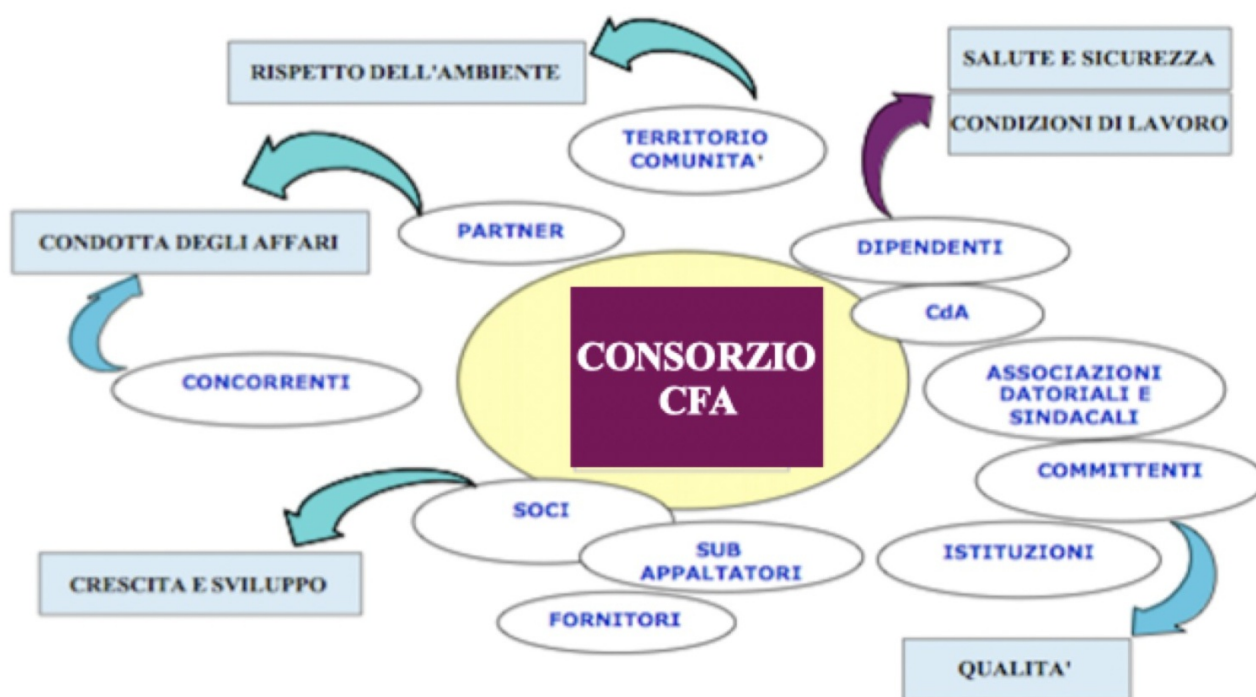 RISPETTO DELL'AMBIENTE
SALUTE E SICUREZZA
CONDIZIONI DI LAVORO
TERRITORIO
COMUNITA'
PARTNER
CONDOTTA DEGLI AFFARI
DIPENDENTI
CdA
CONSORZIO
CFA
CONCORRENTI
ASSOCIAZIONI
DATORIALI E
SINDACALI
COMMITTENTI
SOCI
SUB
APPALTATORI
ISTITUZIONI
CRESCITA E SVILUPPO
FORNITORI
QUALITA'